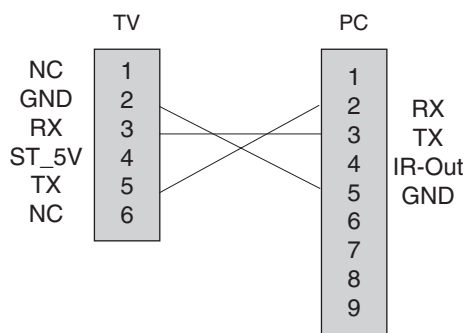 TV PC
NC 1
GND 2
RX 3
ST_5V 4
TX 5
NC 6
1
2 RX
3 TX
4 IR-Out
5 GND
6
7
8
9